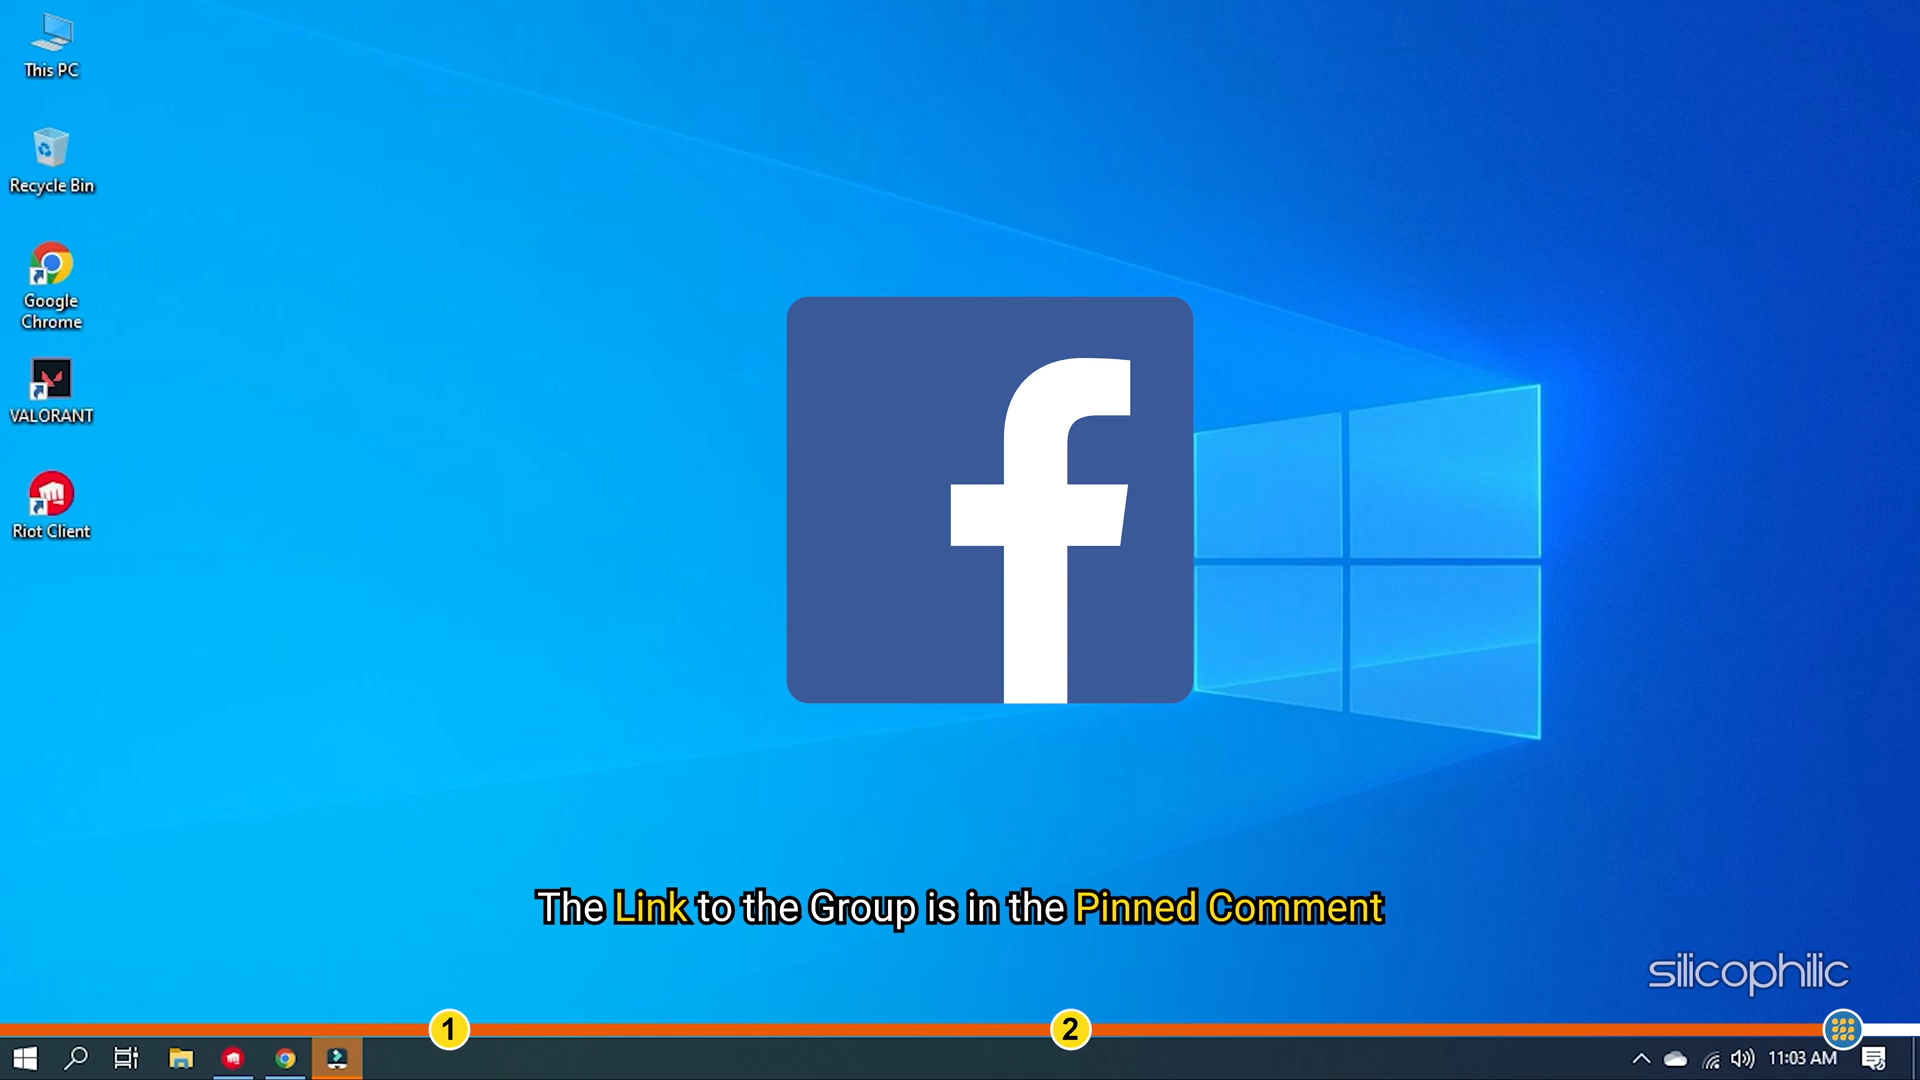 This PC
Recycle Bin
Google
Chrome
VALORANT
Riot Client
The Link to the Group is in the Pinned Comment
silicophilic
1
2
11:03 AM